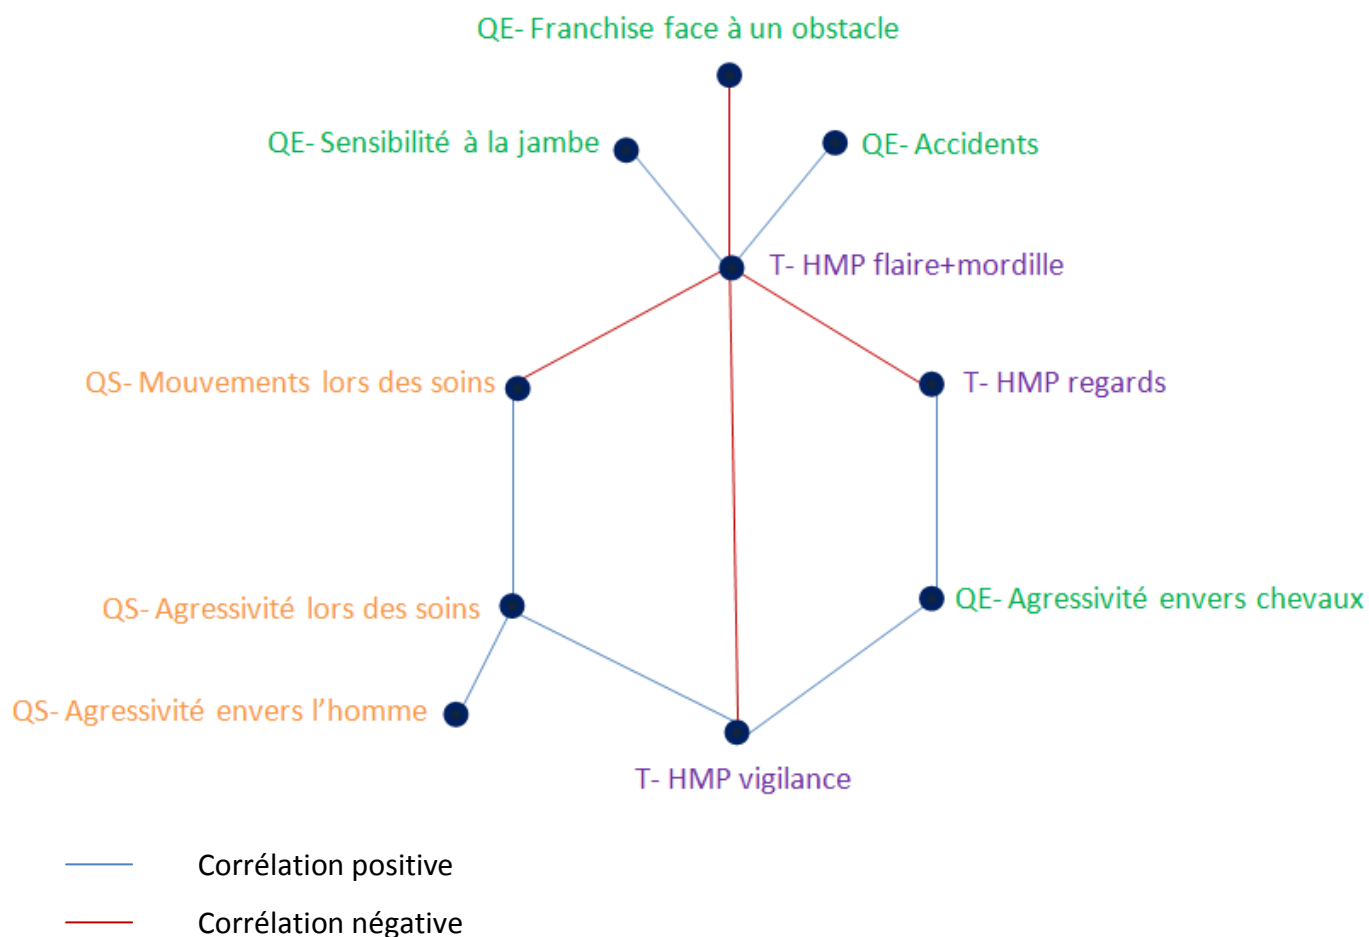 QE- Franchise face à un obstacle
QE- Sensibilité à la jambe
QE- Accidents
T- HMP flaire+mordille
QS- Mouvements lors des soins
T- HMP regards
QS- Agressivité lors des soins
QE- Agressivité envers chevaux
QS- Agressivité envers l'homme
T- HMP vigilance
Corrélation positive
Corrélation négative